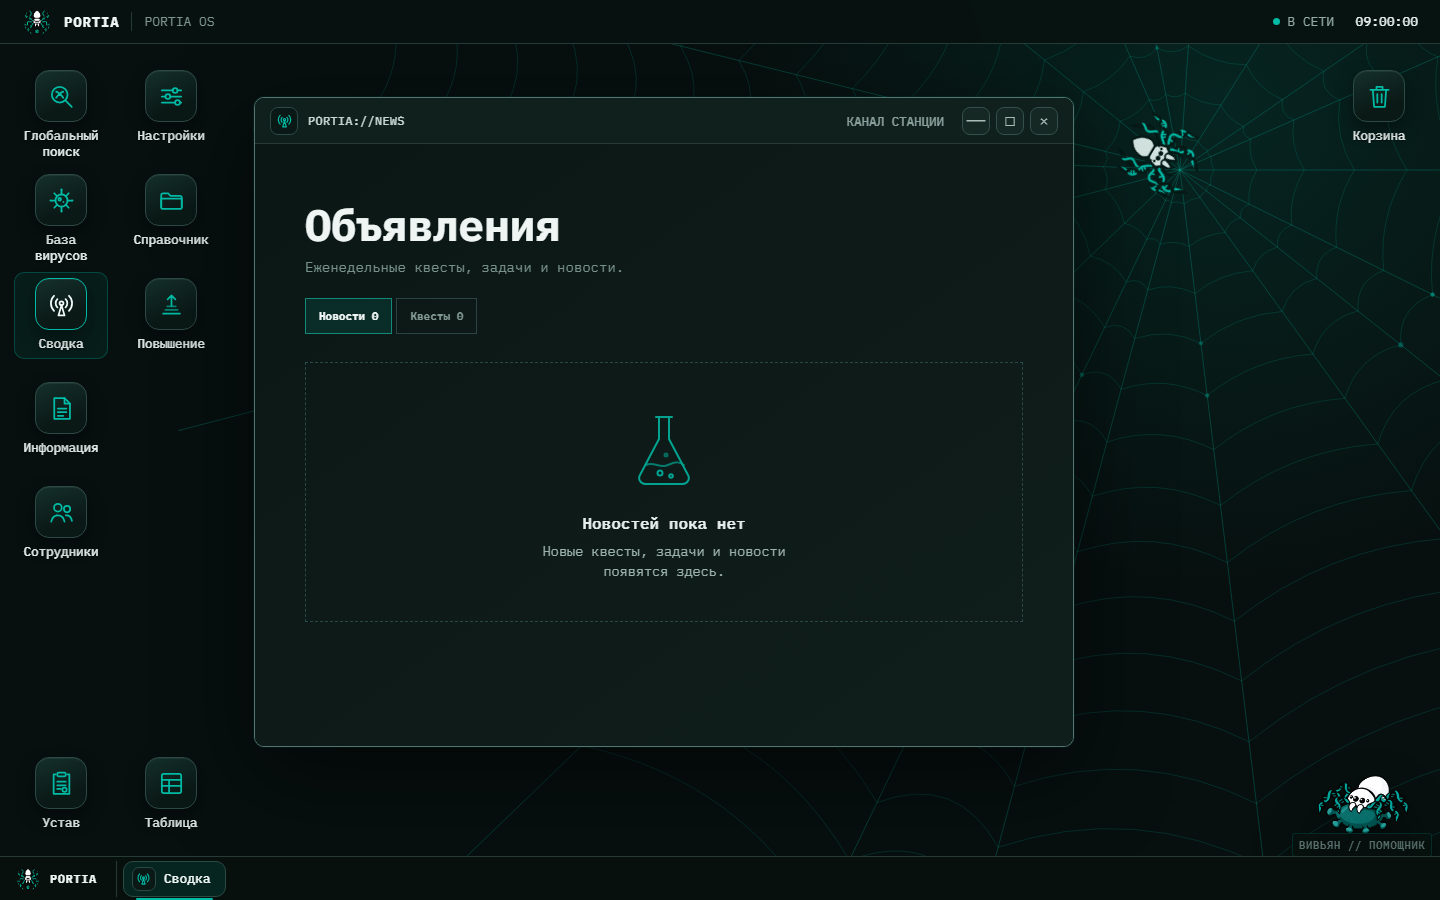 PORTIA
PORTIA OS
В СЕТИ
09:00:00
Глобальный
поиск
Настройки
База
вирусов
Справочник
Сводка
Повышение
Информация
Сотрудники
Устав
Таблица
Корзина
PORTIA://NEWS
КАНАЛ СТАНЦИИ
Объявления
Еженедельные квесты, задачи и новости.
Новости 0
Квесты 0
Новостей пока нет
Новые квесты, задачи и новости
появятся здесь.
ВИВЬЯН // ПОМОЩНИК
PORTIA
Сводка